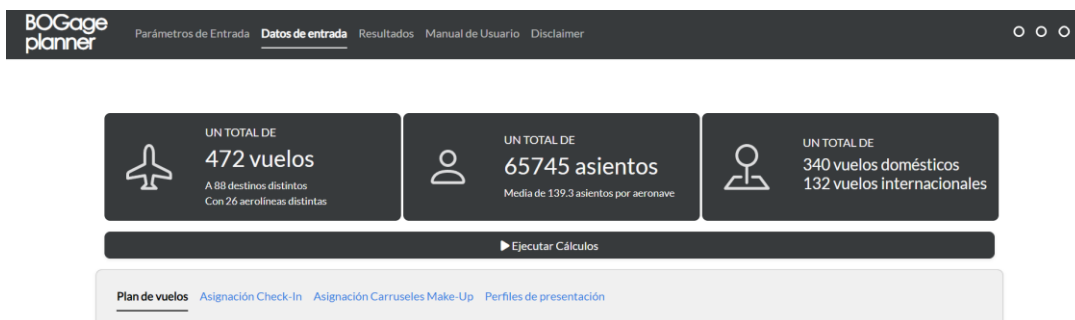 BOGage
planner
Parámetros de Entrada Datos de entrada Resultados Manual de Usuario Disclaimer
UN TOTAL DE
472 vuelos
A 88 destinos distintos
Con 26 aerolíneas distintas
UN TOTAL DE
65745 asientos
Media de 139.3 asientos por aeronave
UN TOTAL DE
340 vuelos domésticos
132 vuelos internacionales
Ejecutar Cálculos
Plan de vuelos Asignación Check-In Asignación Carruseles Make-Up Perfiles de presentación